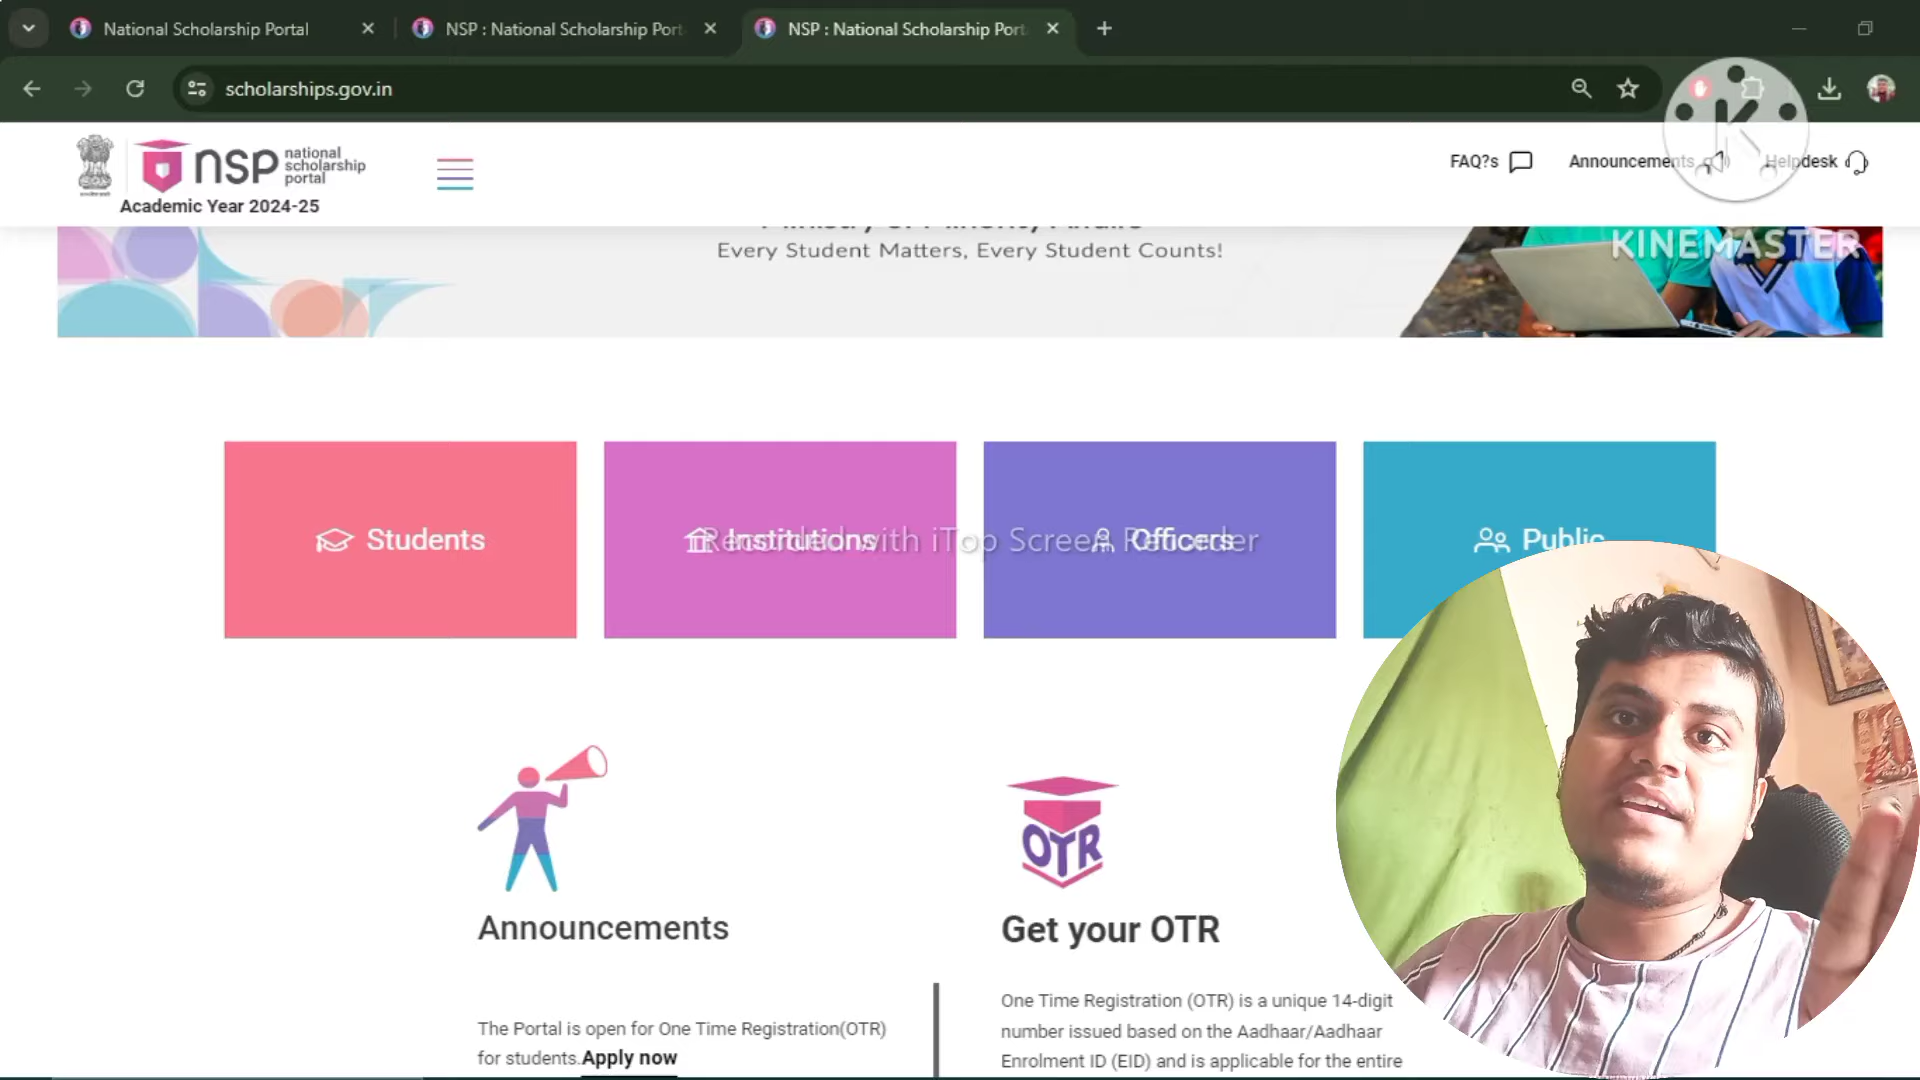 National Scholarship Portal
NSP : National Scholarship Port
NSP : National Scholarship Port
scholarships.gov.in
nsp national scholarship portal
Academic Year 2024-25
FAQ?s
Announcements
Helpdesk
K
KINEMASTER
Every Student Matters, Every Student Counts!
Students
Institutions
Officers
Public
Recorded with iTop Screen Recorder
OTR
Announcements
Get your OTR
The Portal is open for One Time Registration(OTR)
for students.Apply now
One Time Registration (OTR) is a unique 14-digit
number issued based on the Aadhaar/Aadhaar
Enrolment ID (EID) and is applicable for the entire